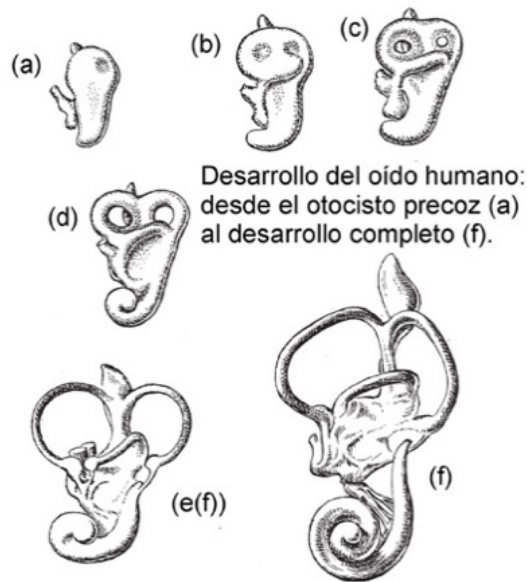 (a)
(b)
(c)
(d)
Desarrollo del oído humano:
desde el otocisto precoz (a)
al desarrollo completo (f).
(e(f))
(f)